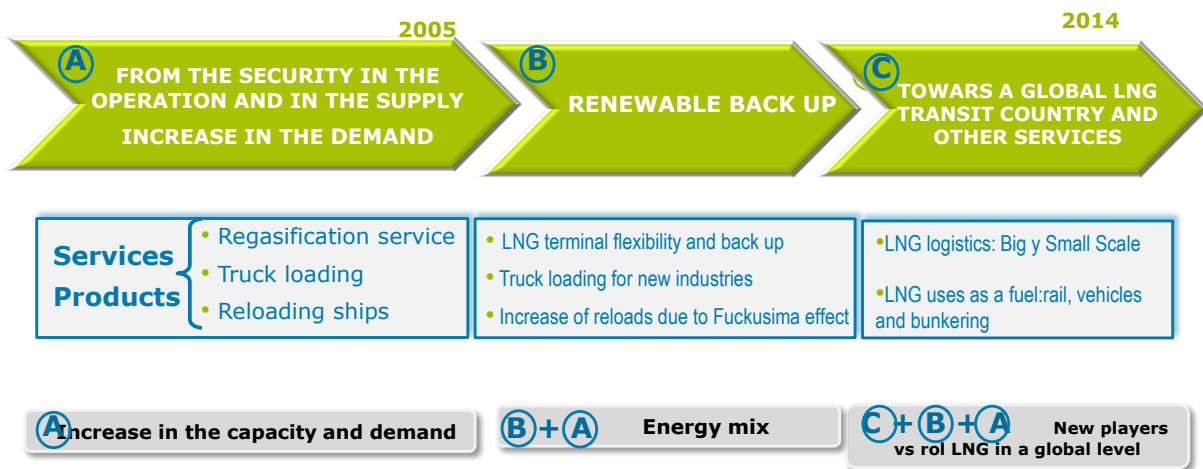 2005
2014
A
FROM THE SECURITY IN THE
OPERATION AND IN THE SUPPLY
INCREASE IN THE DEMAND
B
RENEWABLE BACK UP
C
TOWARS A GLOBAL LNG
TRANSIT COUNTRY AND
OTHER SERVICES
Services
Products
• Regasification service
• Truck loading
• Reloading ships
• LNG terminal flexibility and back up
• Truck loading for new industries
• Increase of reloads due to Fuckusima effect
•LNG logistics: Big y Small Scale
•LNG uses as a fuel:rail, vehicles
and bunkering
A Increase in the capacity and demand
B+A Energy mix
C+B+A New players
vs rol LNG in a global level